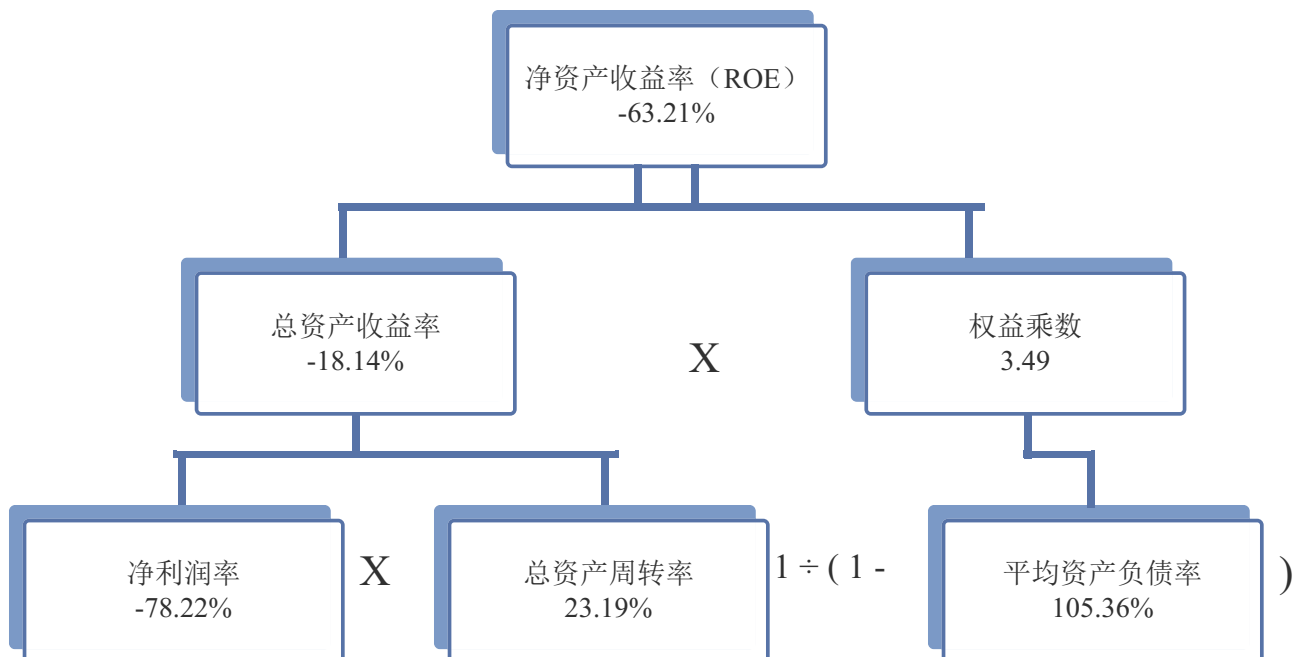 净资产收益率（ROE）
-63.21%
总资产收益率
-18.14%
X
权益乘数
3.49
净利润率
-78.22%
X
总资产周转率
23.19%
1 ÷ ( 1 -
平均资产负债率
105.36%
)